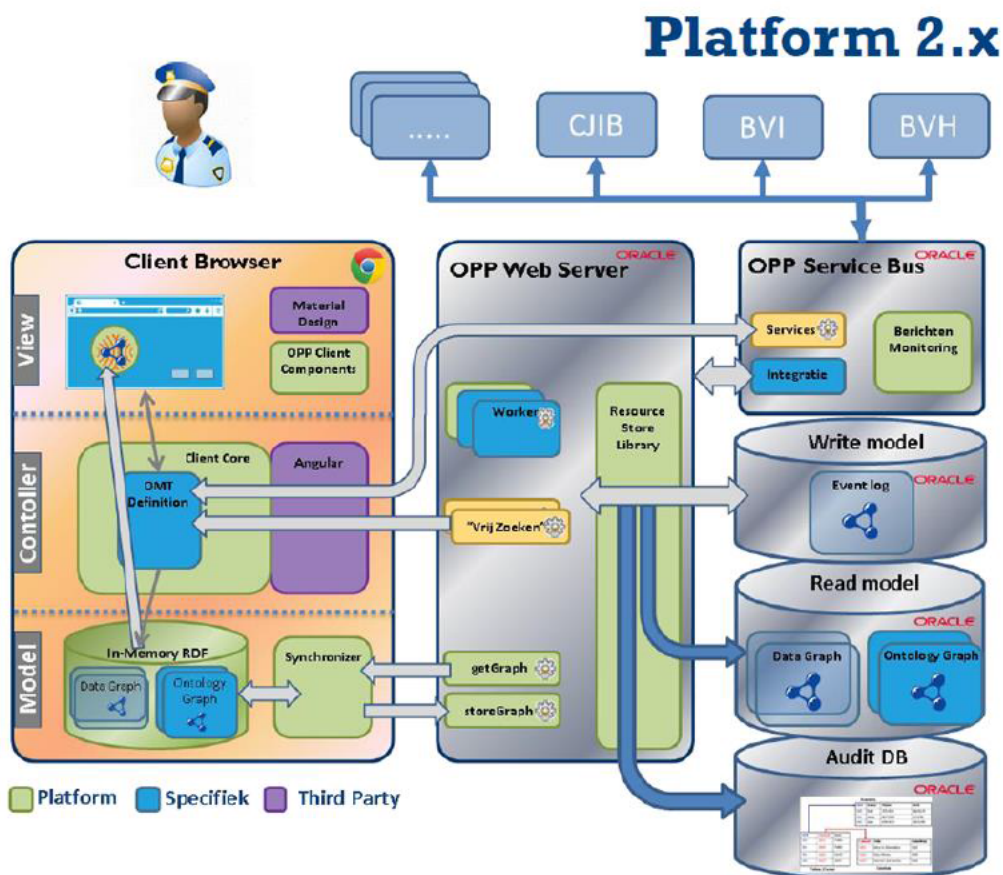 Platform 2.x
.....
CJIB
BVI
BVH
Client Browser
View
Material
Design
OPP Client
Components
Contoller
Client Core
DMT
Definition
Angular
Model
In-Memory RDF
Data Graph
Ontology
Graph
Synchronizer
OPP Web Server
ORACLE
Worker
Resource
Store
Library
"Vrij Zoeken"
getGraph
storeGraph
OPP Service Bus
ORACLE
Services
Integratie
Berichten
Monitoring
Write model
ORACLE
Event log
Read model
ORACLE
Data Graph
Ontology Graph
Audit DB
ORACLE
Platform
Specifiek
Third Party